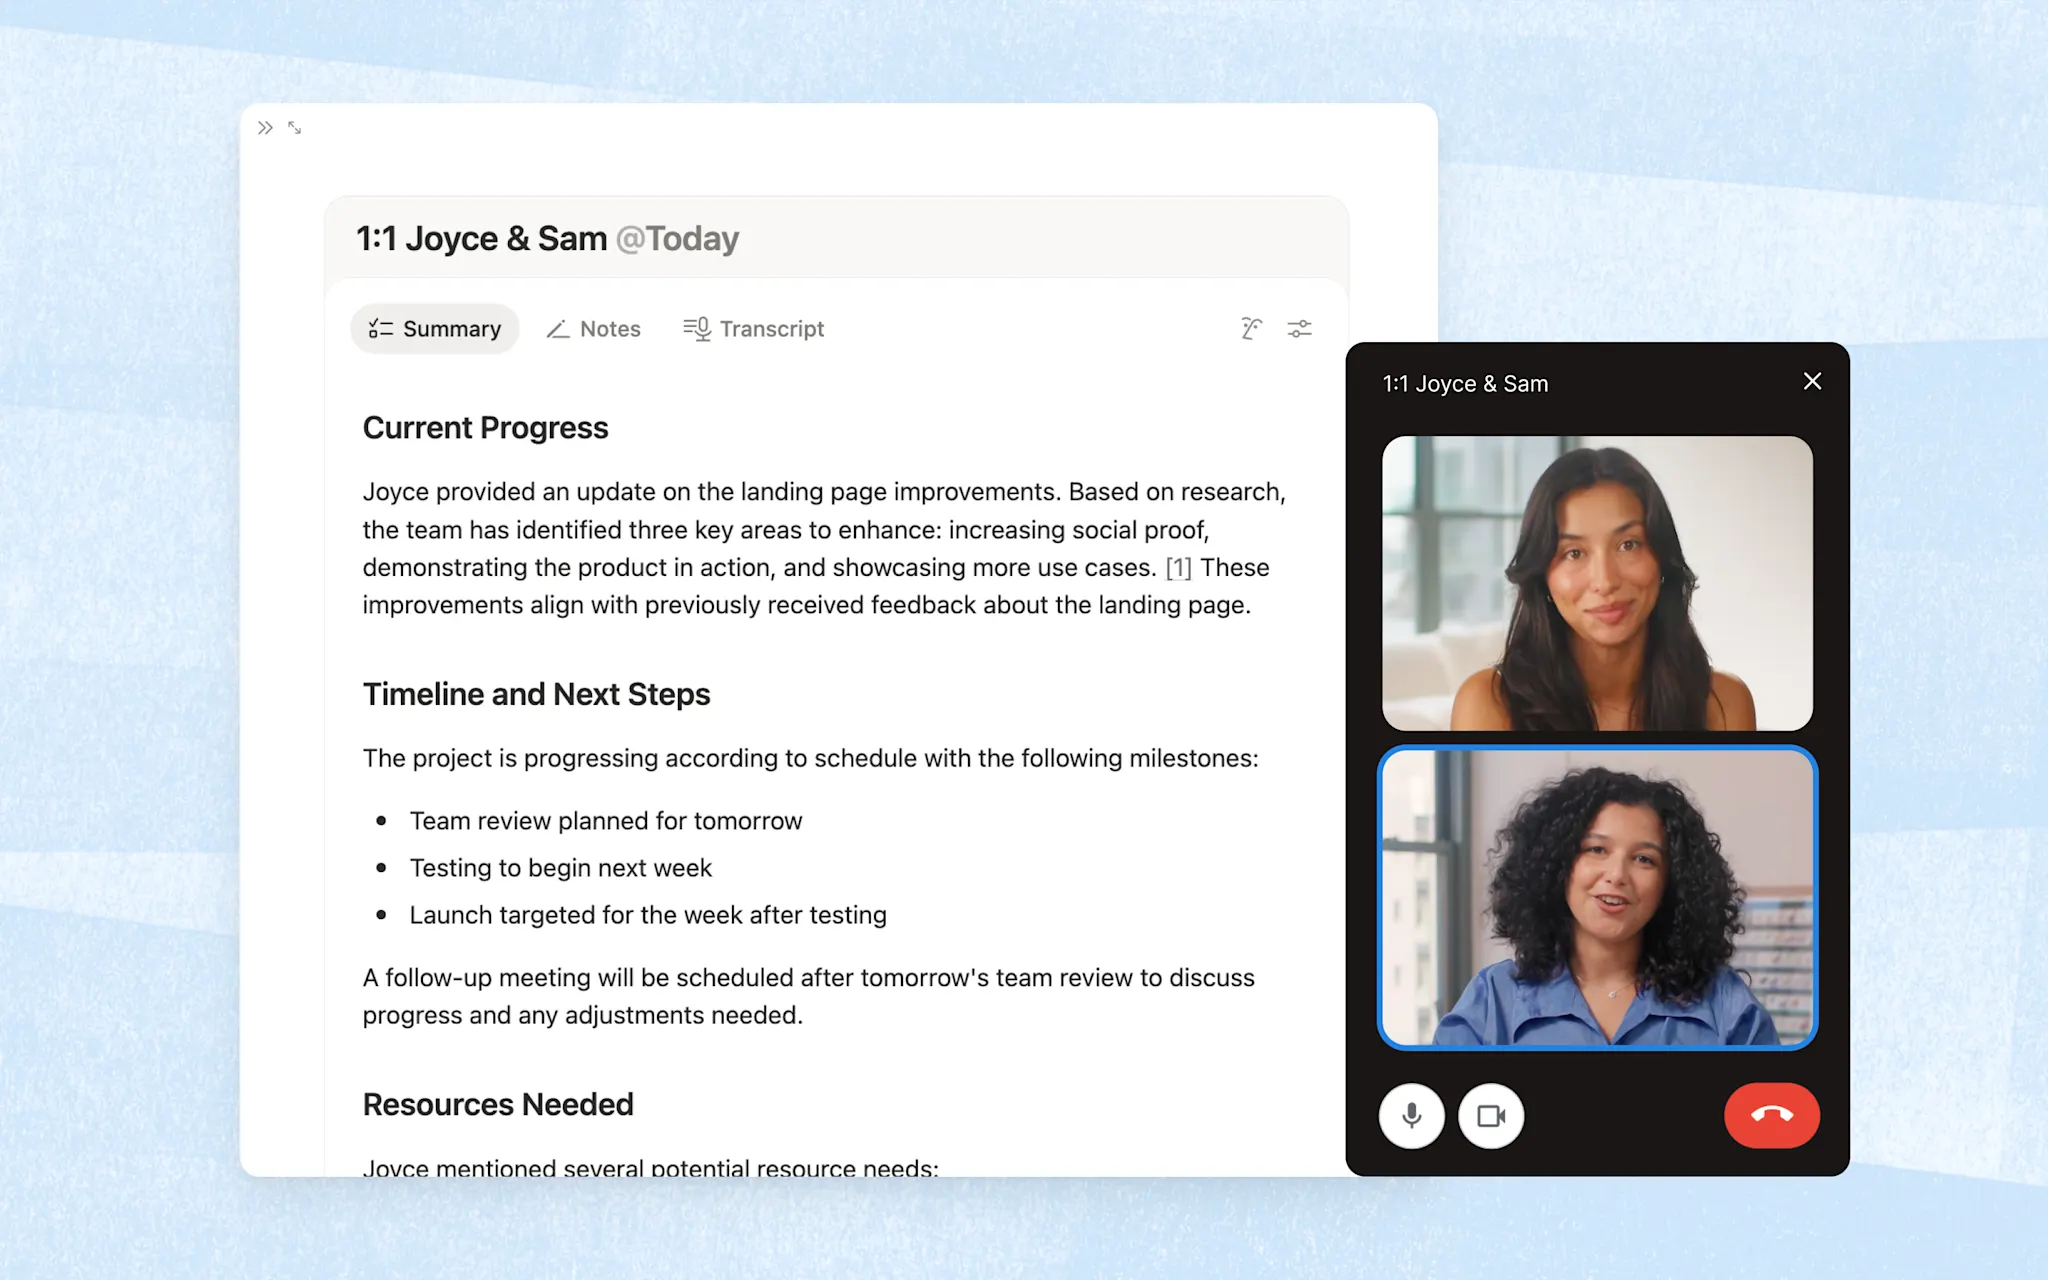 1:1 Joyce & Sam @Today
Summary
Notes
Transcript
Current Progress
Joyce provided an update on the landing page improvements. Based on research,
the team has identified three key areas to enhance: increasing social proof,
demonstrating the product in action, and showcasing more use cases. [1] These
improvements align with previously received feedback about the landing page.
Timeline and Next Steps
The project is progressing according to schedule with the following milestones:
• Team review planned for tomorrow
• Testing to begin next week
• Launch targeted for the week after testing
A follow-up meeting will be scheduled after tomorrow's team review to discuss
progress and any adjustments needed.
Resources Needed
Joyce mentioned several potential resource needs:
1:1 Joyce & Sam